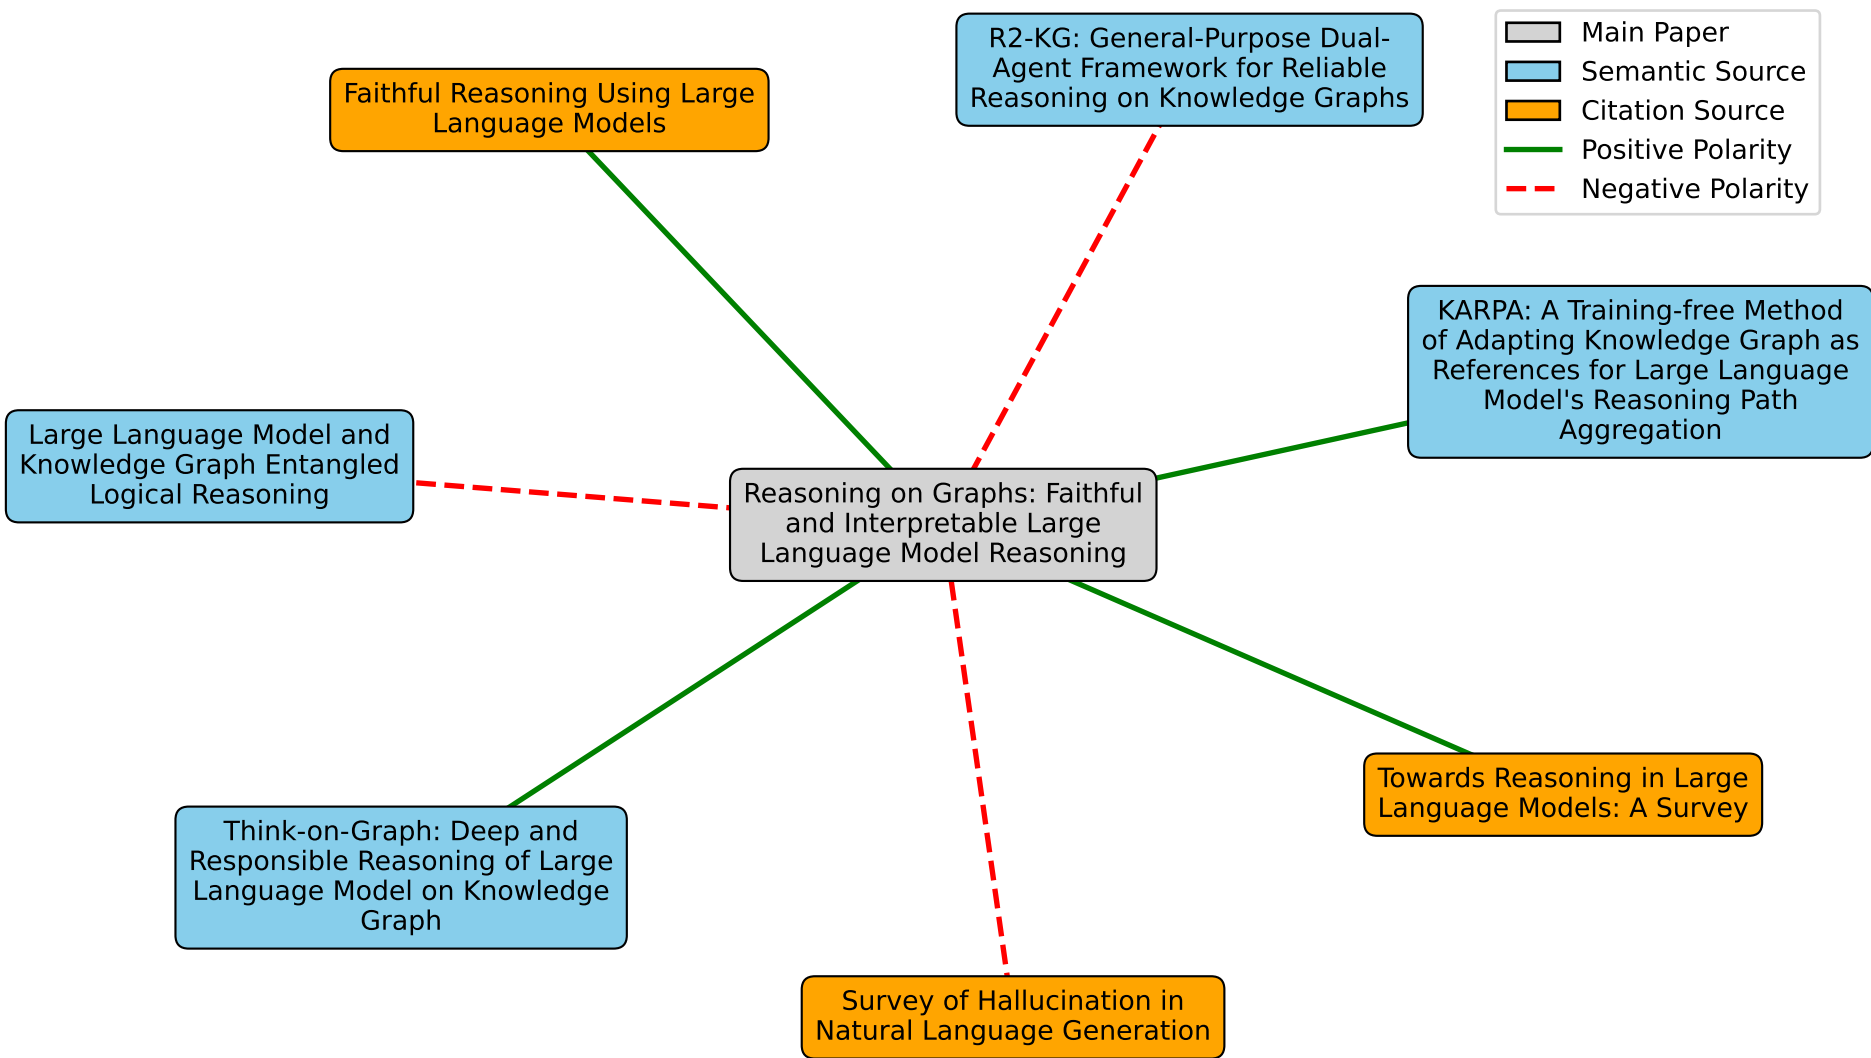 R2-KG: General-Purpose Dual-
Agent Framework for Reliable
Reasoning on Knowledge Graphs
Main Paper
Semantic Source
Citation Source
Positive Polarity
Negative Polarity
Faithful Reasoning Using Large
Language Models
KARPA: A Training-free Method
of Adapting Knowledge Graph as
References for Large Language
Model's Reasoning Path
Aggregation
Large Language Model and
Knowledge Graph Entangled
Logical Reasoning
Reasoning on Graphs: Faithful
and Interpretable Large
Language Model Reasoning
Towards Reasoning in Large
Language Models: A Survey
Think-on-Graph: Deep and
Responsible Reasoning of Large
Language Model on Knowledge
Graph
Survey of Hallucination in
Natural Language Generation